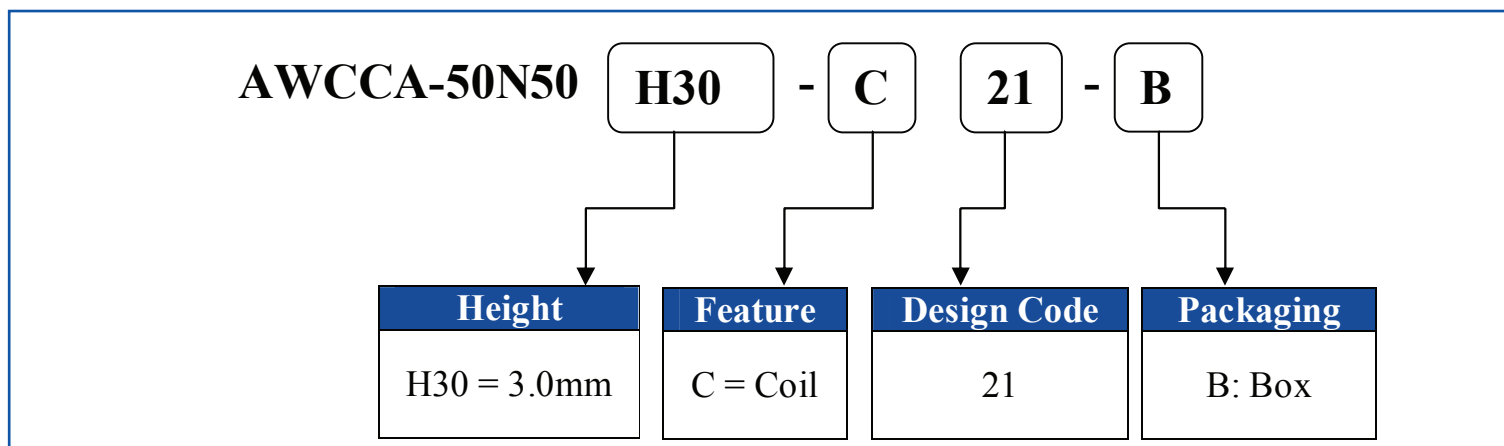 AWCCA-50N50 H30 - C 21 - B
Height Feature Design Code Packaging
H30 = 3.0mm C = Coil 21 B: Box